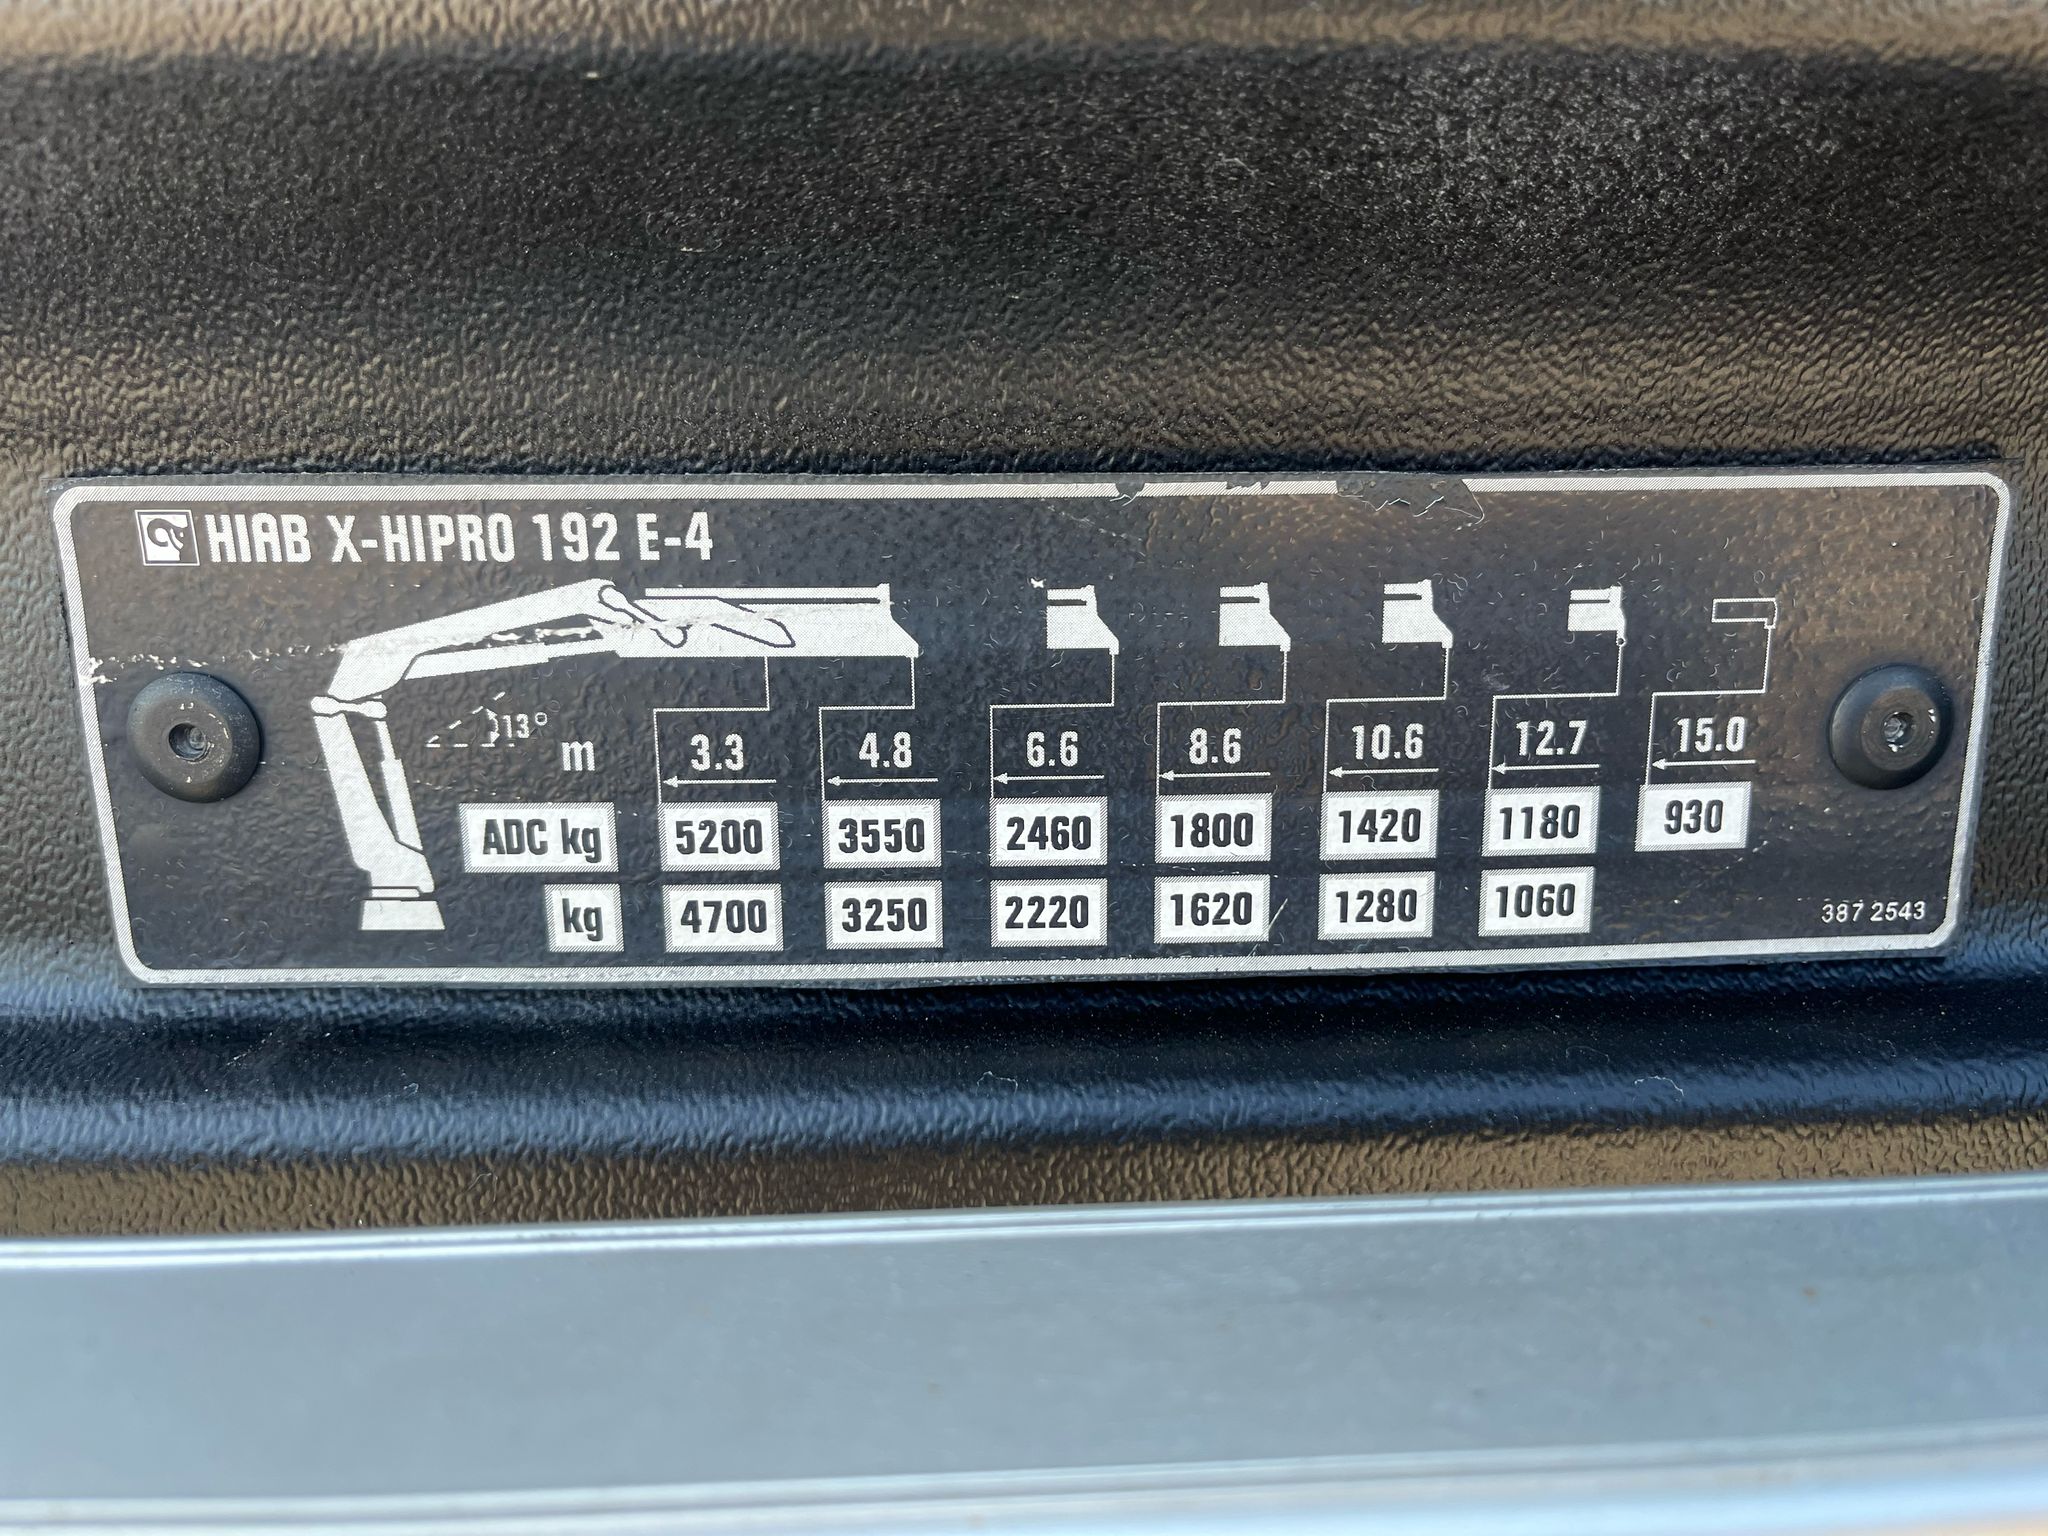 HIAB X-HIPRO 192 E-4
13°
m 3.3 4.8 6.6 8.6 10.6 12.7 15.0
ADC kg 5200 3550 2460 1800 1420 1180 930
kg 4700 3250 2220 1620 1280 1060
387 2543